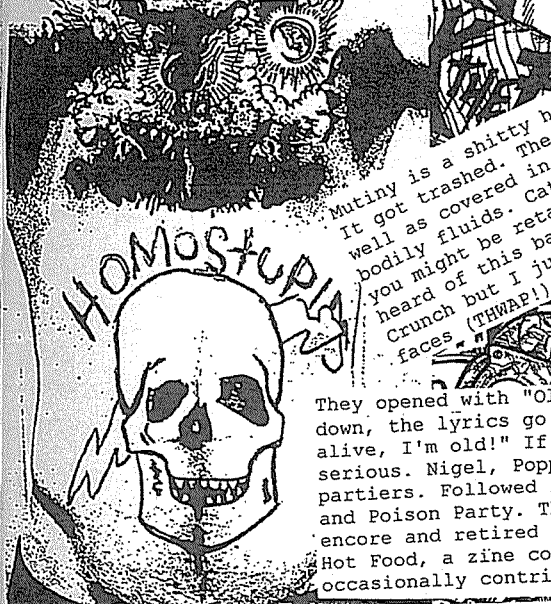 HOMOSTUPID
Mutiny is a shitty h
It got trashed. The
well as covered in
bodily fluids. Ca
you might be reta
heard of this ba
Crunch but I ju
faces (THWAP!)
They opened with "Ol
down, the lyrics go
alive, I'm old!" If
serious. Nigel, Popp
partiers. Followed
and Poison Party. T
encore and retired
Hot Food, a zine co
occasionally contri